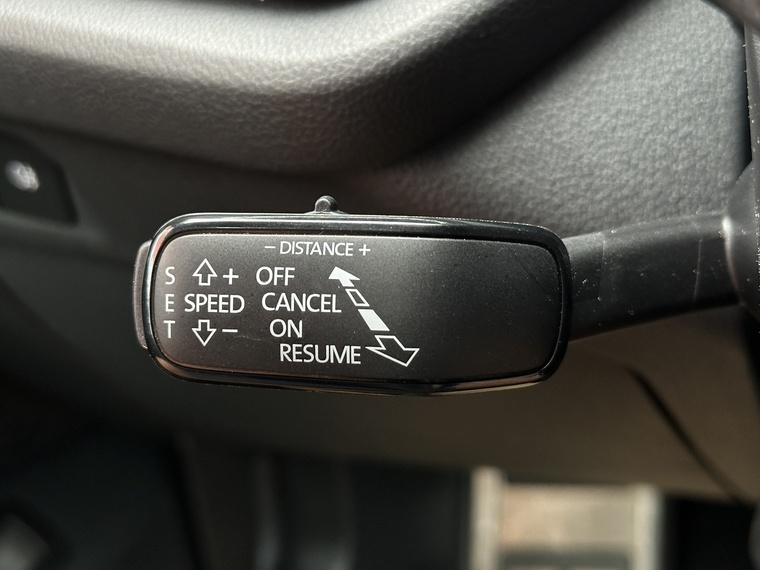 − DISTANCE +
S + OFF
E SPEED CANCEL
T − ON
RESUME